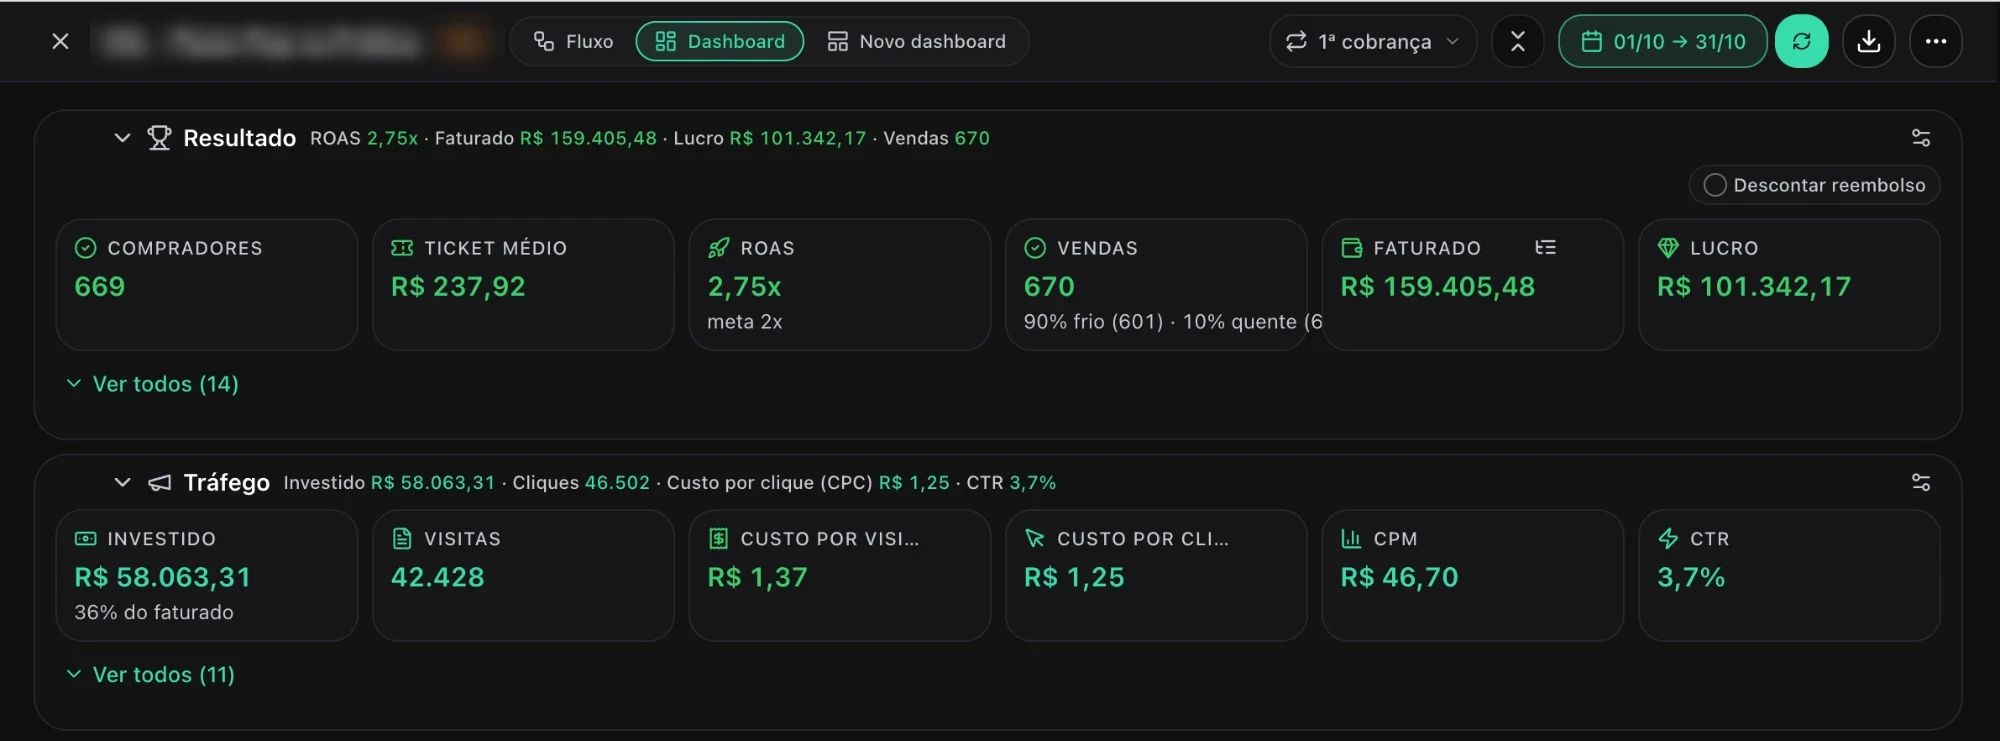 Fluxo Dashboard Novo dashboard 1ª cobrança 01/10 → 31/10
Resultado ROAS 2,75x · Faturado R$ 159.405,48 · Lucro R$ 101.342,17 · Vendas 670
Descontar reembolso
COMPRADORES
669
TICKET MÉDIO
R$ 237,92
ROAS
2,75x
meta 2x
VENDAS
670
90% frio (601) · 10% quente (6
FATURADO
R$ 159.405,48
LUCRO
R$ 101.342,17
Ver todos (14)
Tráfego Investido R$ 58.063,31 · Cliques 46.502 · Custo por clique (CPC) R$ 1,25 · CTR 3,7%
INVESTIDO
R$ 58.063,31
36% do faturado
VISITAS
42.428
CUSTO POR VISI...
R$ 1,37
CUSTO POR CLI...
R$ 1,25
CPM
R$ 46,70
CTR
3,7%
Ver todos (11)